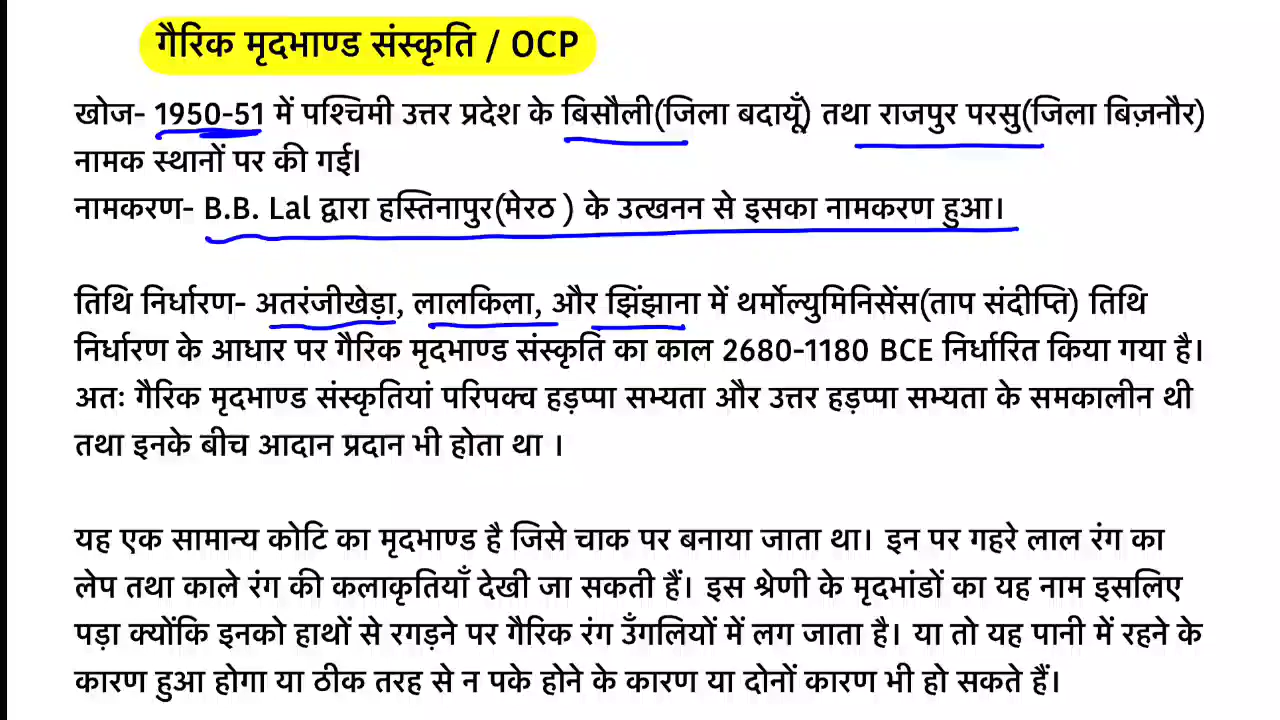 गैरिक मृदभाण्ड संस्कृति / OCP
खोज- 1950-51 में पश्चिमी उत्तर प्रदेश के बिसौली(जिला बदायूँ) तथा राजपुर परसु(जिला बिज़नौर)
नामक स्थानों पर की गई।
नामकरण- B.B. Lal द्वारा हस्तिनापुर(मेरठ ) के उत्खनन से इसका नामकरण हुआ।
तिथि निर्धारण- अतरंजीखेड़ा, लालकिला, और झिंझाना में थर्मोल्युमिनिसेंस(ताप संदीप्ति) तिथि
निर्धारण के आधार पर गैरिक मृदभाण्ड संस्कृति का काल 2680-1180 BCE निर्धारित किया गया है।
अतः गैरिक मृदभाण्ड संस्कृतियां परिपक्व हड़प्पा सभ्यता और उत्तर हड़प्पा सभ्यता के समकालीन थी
तथा इनके बीच आदान प्रदान भी होता था ।
यह एक सामान्य कोटि का मृदभाण्ड है जिसे चाक पर बनाया जाता था। इन पर गहरे लाल रंग का
लेप तथा काले रंग की कलाकृतियाँ देखी जा सकती हैं। इस श्रेणी के मृदभांडों का यह नाम इसलिए
पड़ा क्योंकि इनको हाथों से रगड़ने पर गैरिक रंग उँगलियों में लग जाता है। या तो यह पानी में रहने के
कारण हुआ होगा या ठीक तरह से न पके होने के कारण या दोनों कारण भी हो सकते हैं।